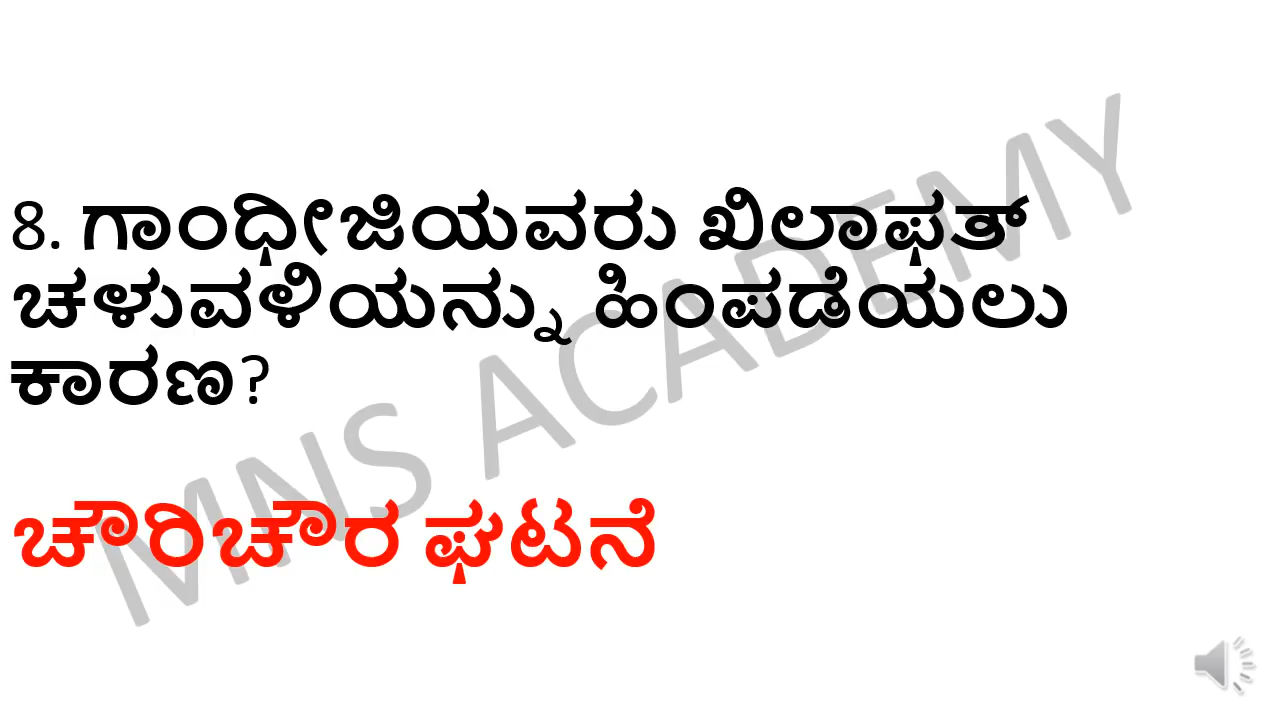 8. ಗಾಂಧೀಜಿಯವರು ಖಿಲಾಫತ್
ಚಳುವಳಿಯನ್ನು ಹಿಂಪಡೆಯಲು
ಕಾರಣ?
ಚೌರಿಚೌರ ಘಟನೆ
MNS ACADEMY